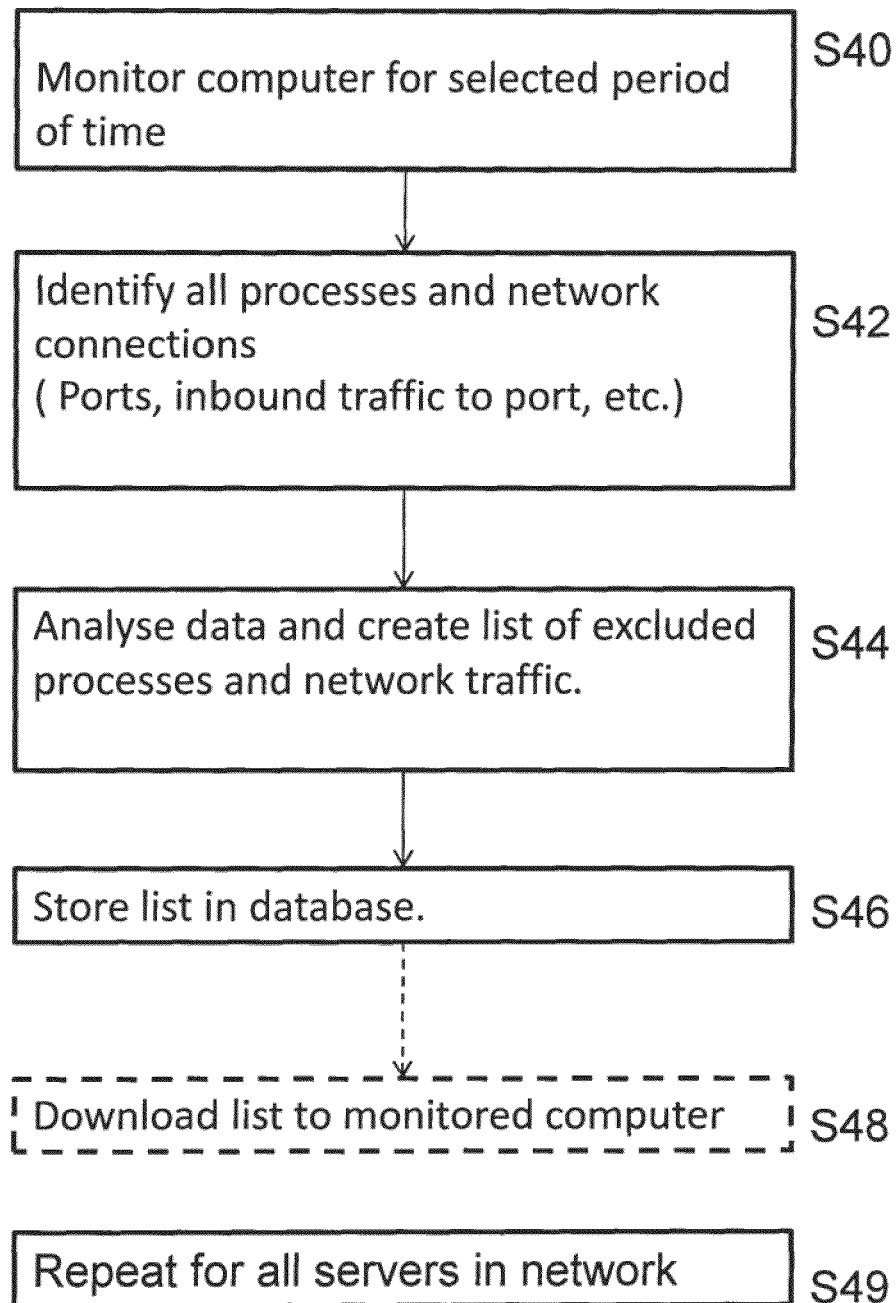 S40
Monitor computer for selected period
of time
Identify all processes and network
connections
( Ports, inbound traffic to port, etc.)
S42
Analyse data and create list of excluded
processes and network traffic.
S44
Store list in database.
S46
Download list to monitored computer
S48
Repeat for all servers in network
S49